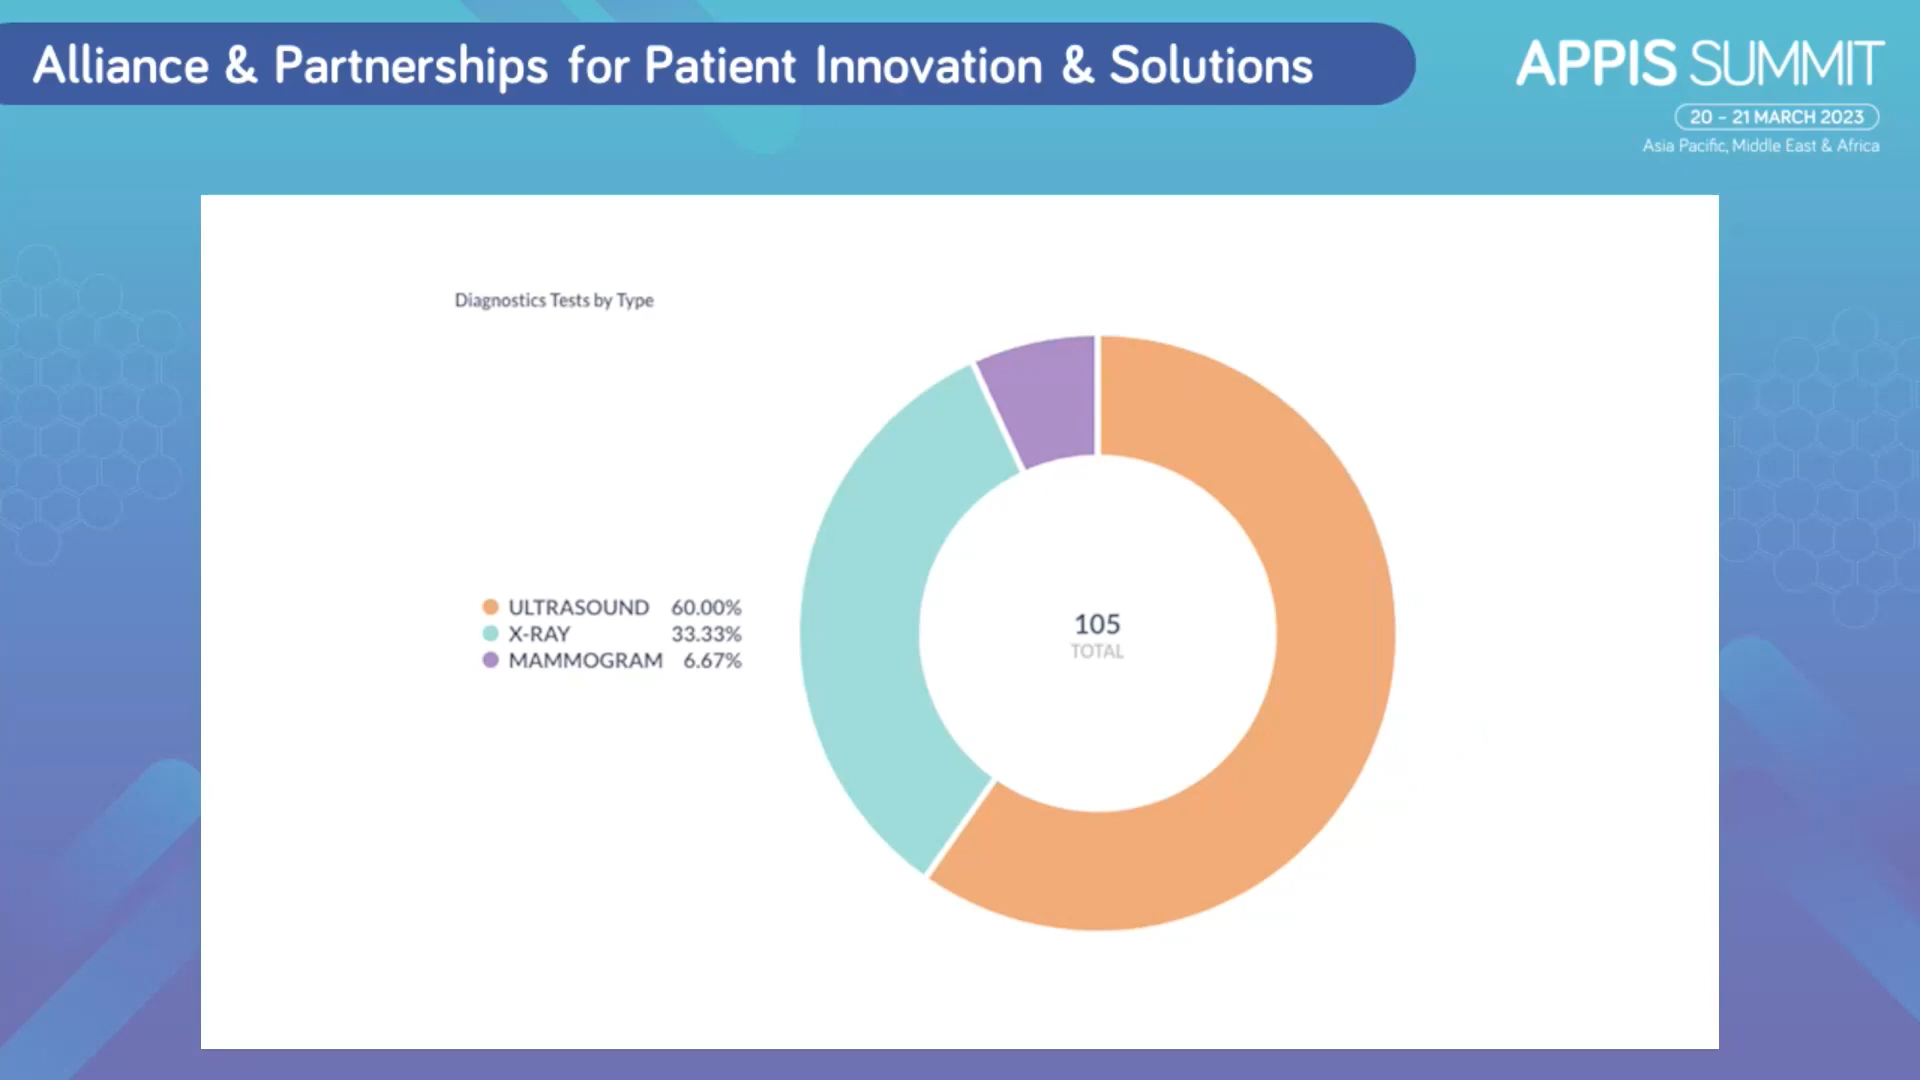 Alliance & Partnerships for Patient Innovation & Solutions
APPIS SUMMIT
20 – 21 MARCH 2023
Asia Pacific, Middle East & Africa
Diagnostics Tests by Type
ULTRASOUND 60.00%
X-RAY 33.33%
MAMMOGRAM 6.67%
105
TOTAL